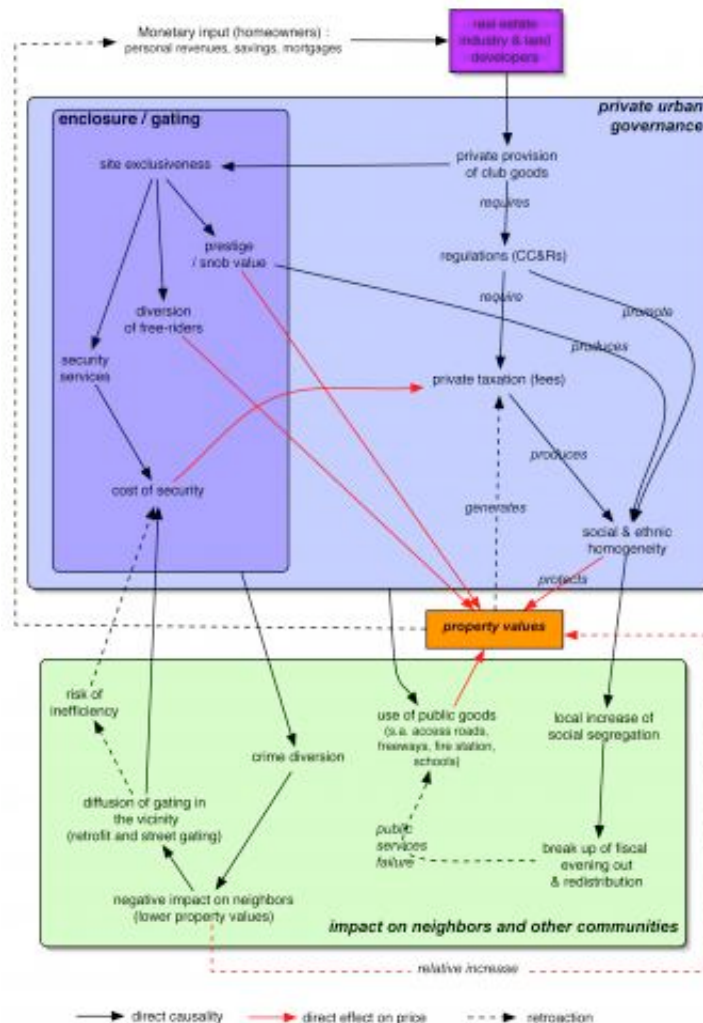 Monetary input (homeowners) :
personal revenues, savings, mortgages
real estate
industry & land
developers
private urban
governance
enclosure / gating
site exclusiveness
private provision
of club goods
requires
prestige
/ snob value
regulations (CC&Rs)
require
promote
diversion
of free-riders
produces
security
services
private taxation (fees)
produces
cost of security
generates
social & ethnic
homogeneity
protects
property values
risk of
inefficiency
use of public goods
(s.a. access roads,
freeways, fire station,
schools)
local increase of
social segregation
crime diversion
diffusion of gating in
the vicinity
(retrofit and street gating)
public
services
failure
break up of fiscal
evening out
& redistribution
negative impact on neighbors
(lower property values)
impact on neighbors and other communities
relative increase
direct causality
direct effect on price
retroaction